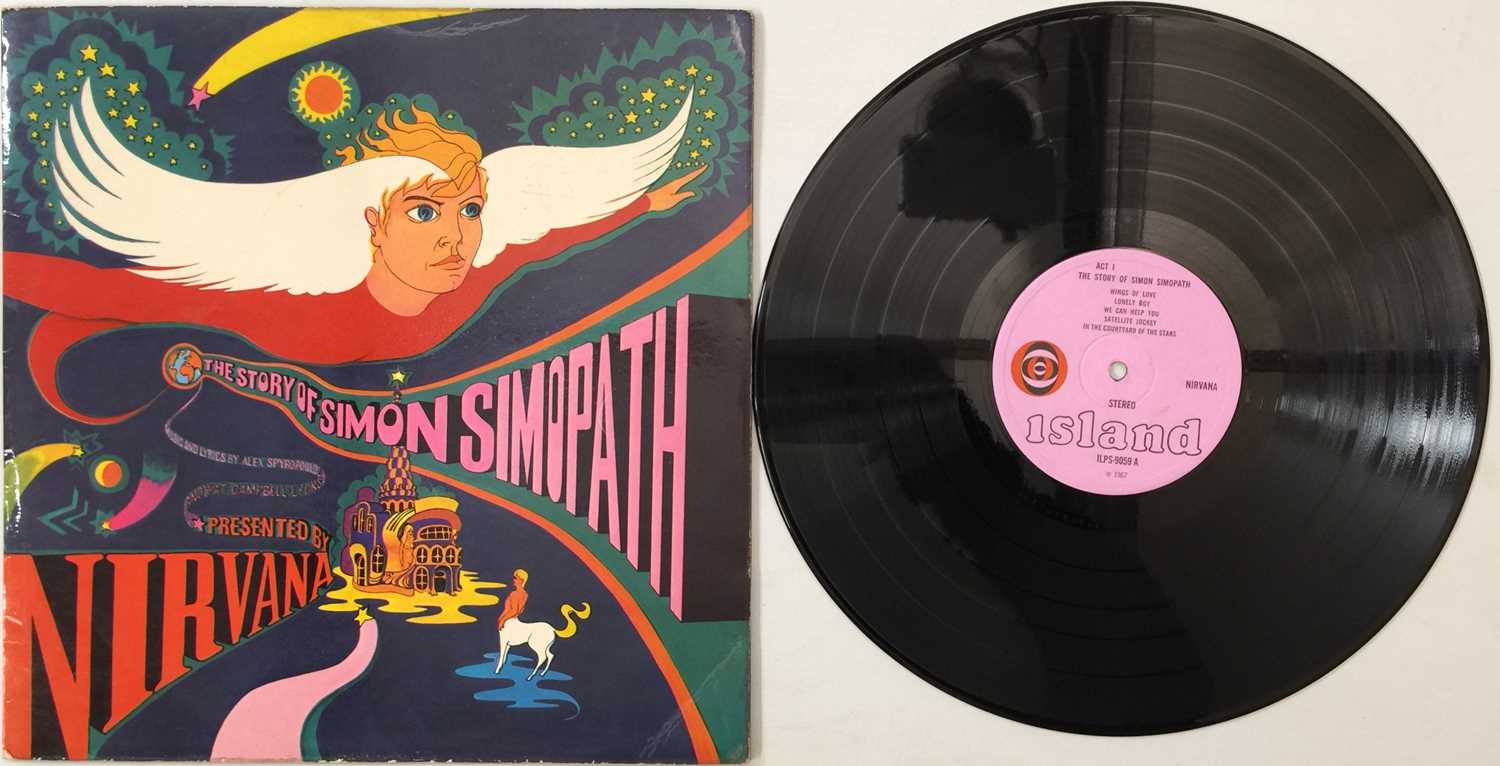 THE STORY OF SIMON SIMOPATH
MUSIC AND LYRICS BY ALEX SPYROPOULOS
CAMPBELL
PRESENTED BY
NIRVANA
ACT 1
THE STORY OF SIMON SIMOPATH
WINGS OF LOVE
LONELY BOY
WE CAN HELP YOU
SATELLITE JOCKEY
IN THE COURTYARD OF THE STARS
NIRVANA
STEREO
island
ILPS-9059 A
℗ 1967